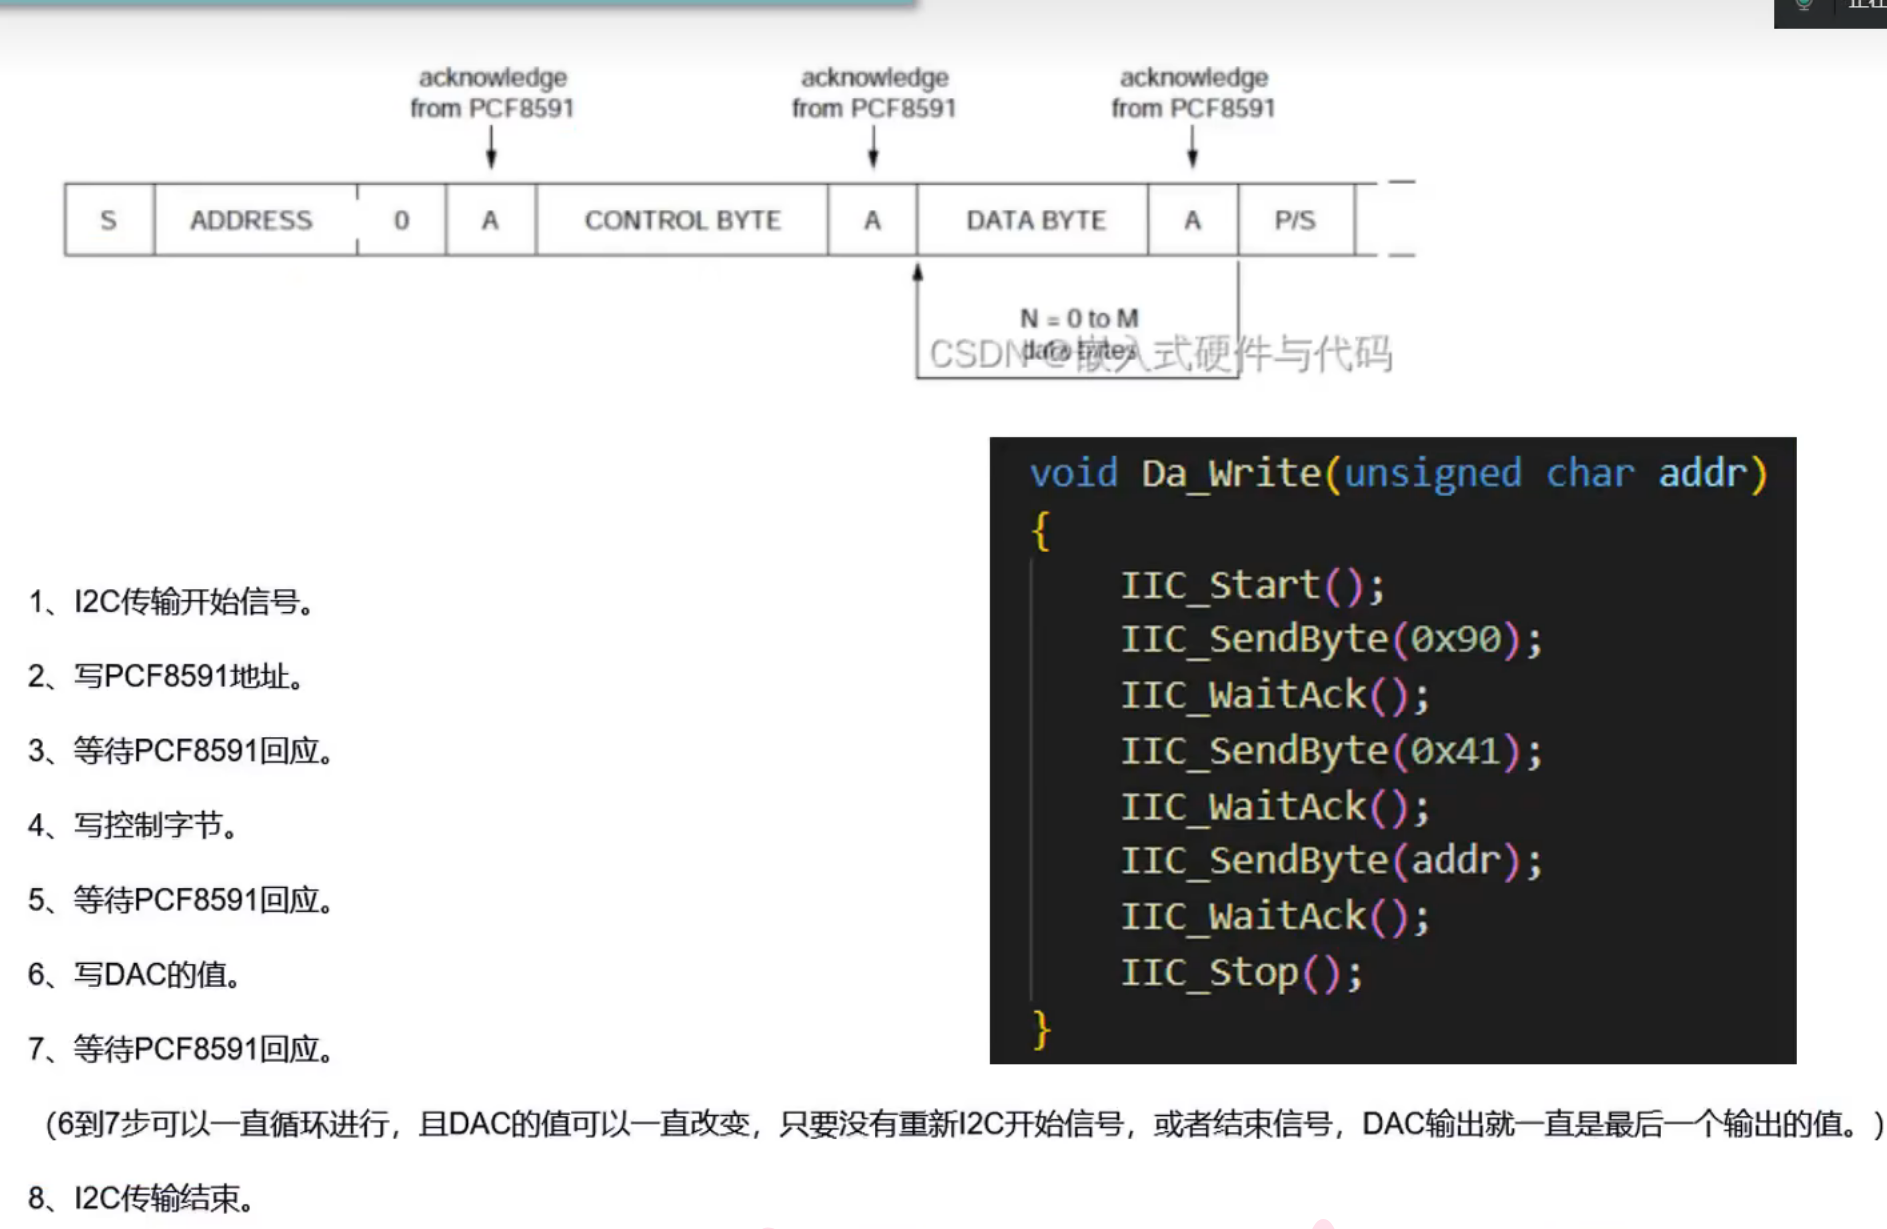 acknowledge
from PCF8591
acknowledge
from PCF8591
acknowledge
from PCF8591
S ADDRESS 0 A CONTROL BYTE A DATA BYTE A P/S
N = 0 to M
data bytes
CSDN @嵌入式硬件与代码
void Da_Write(unsigned char addr)
{
IIC_Start();
IIC_SendByte(0x90);
IIC_WaitAck();
IIC_SendByte(0x41);
IIC_WaitAck();
IIC_SendByte(addr);
IIC_WaitAck();
IIC_Stop();
}
1、I2C传输开始信号。
2、写PCF8591地址。
3、等待PCF8591回应。
4、写控制字节。
5、等待PCF8591回应。
6、写DAC的值。
7、等待PCF8591回应。
（6到7步可以一直循环进行，且DAC的值可以一直改变，只要没有重新I2C开始信号，或者结束信号，DAC输出就一直是最后一个输出的值。）
8、I2C传输结束。